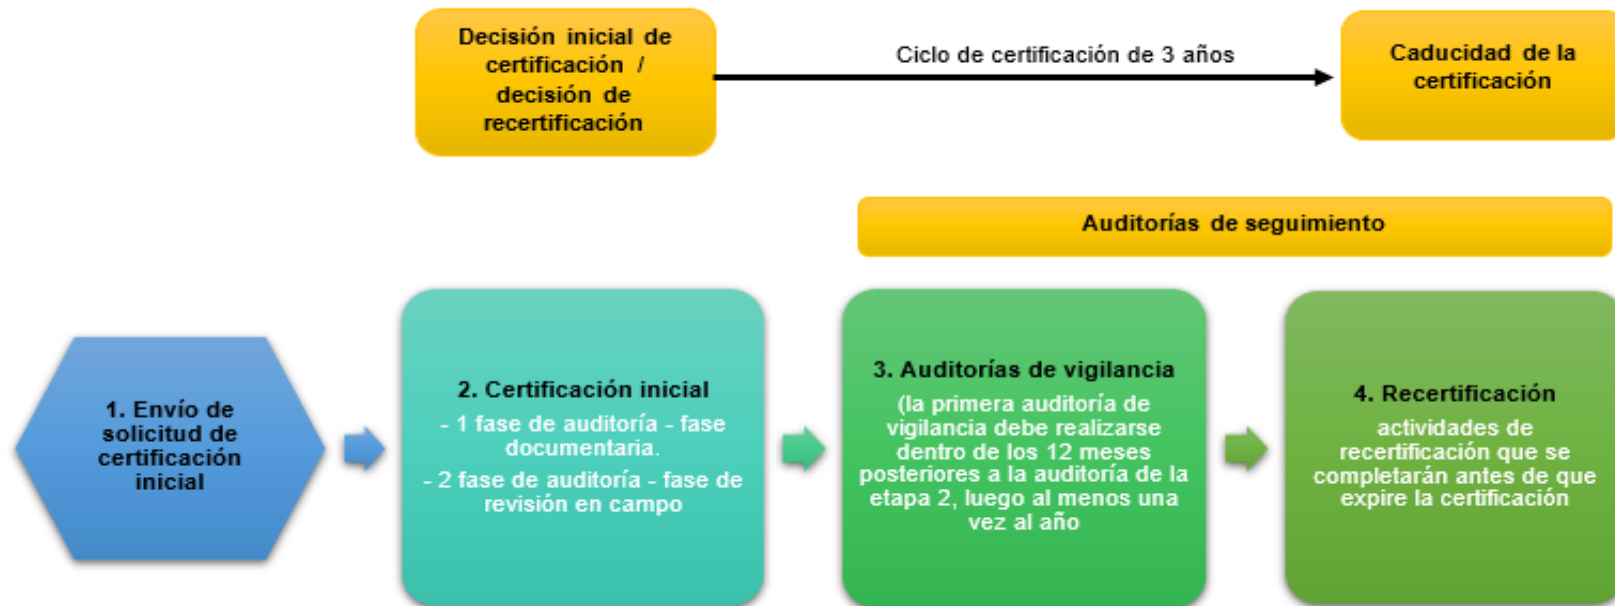 Decisión inicial de
certificación /
decisión de
recertificación
Ciclo de certificación de 3 años
Caducidad de la
certificación
Auditorías de seguimiento
1. Envío de
solicitud de
certificación
inicial
2. Certificación inicial
- 1 fase de auditoría - fase
documentaria.
- 2 fase de auditoría - fase de
revisión en campo
3. Auditorías de vigilancia
(la primera auditoría de
vigilancia debe realizarse
dentro de los 12 meses
posteriores a la auditoría de la
etapa 2, luego al menos una
vez al año
4. Recertificación
actividades de
recertificación que se
completarán antes de que
expire la certificación